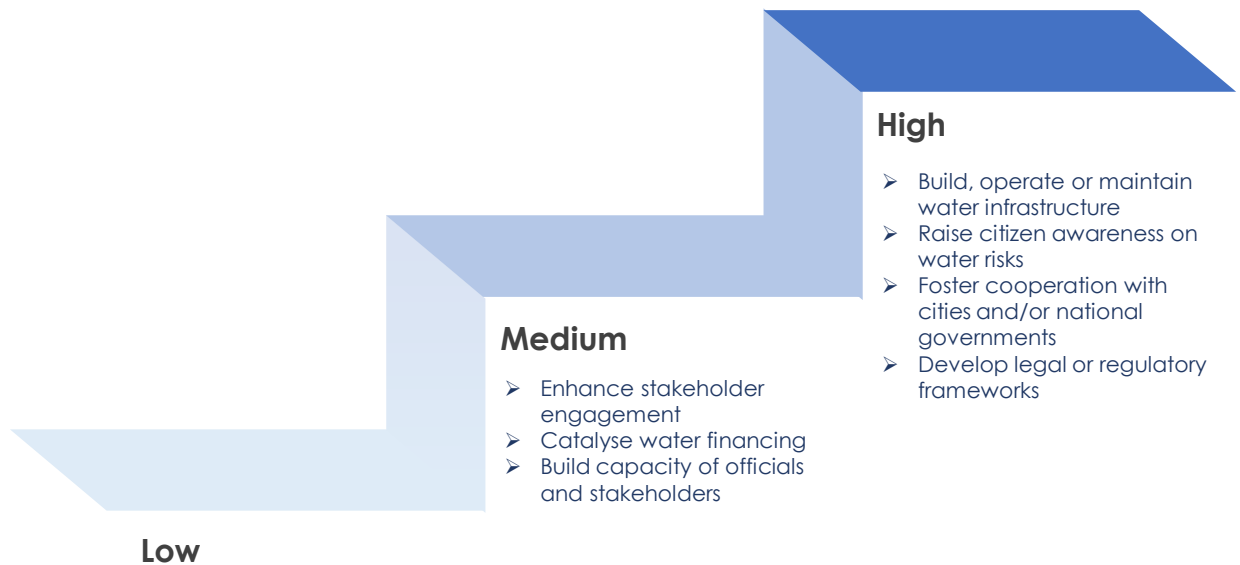 High
➢ Build, operate or maintain
water infrastructure
➢ Raise citizen awareness on
water risks
➢ Foster cooperation with
cities and/or national
governments
➢ Develop legal or regulatory
frameworks
Medium
➢ Enhance stakeholder
engagement
➢ Catalyse water financing
➢ Build capacity of officials
and stakeholders
Low